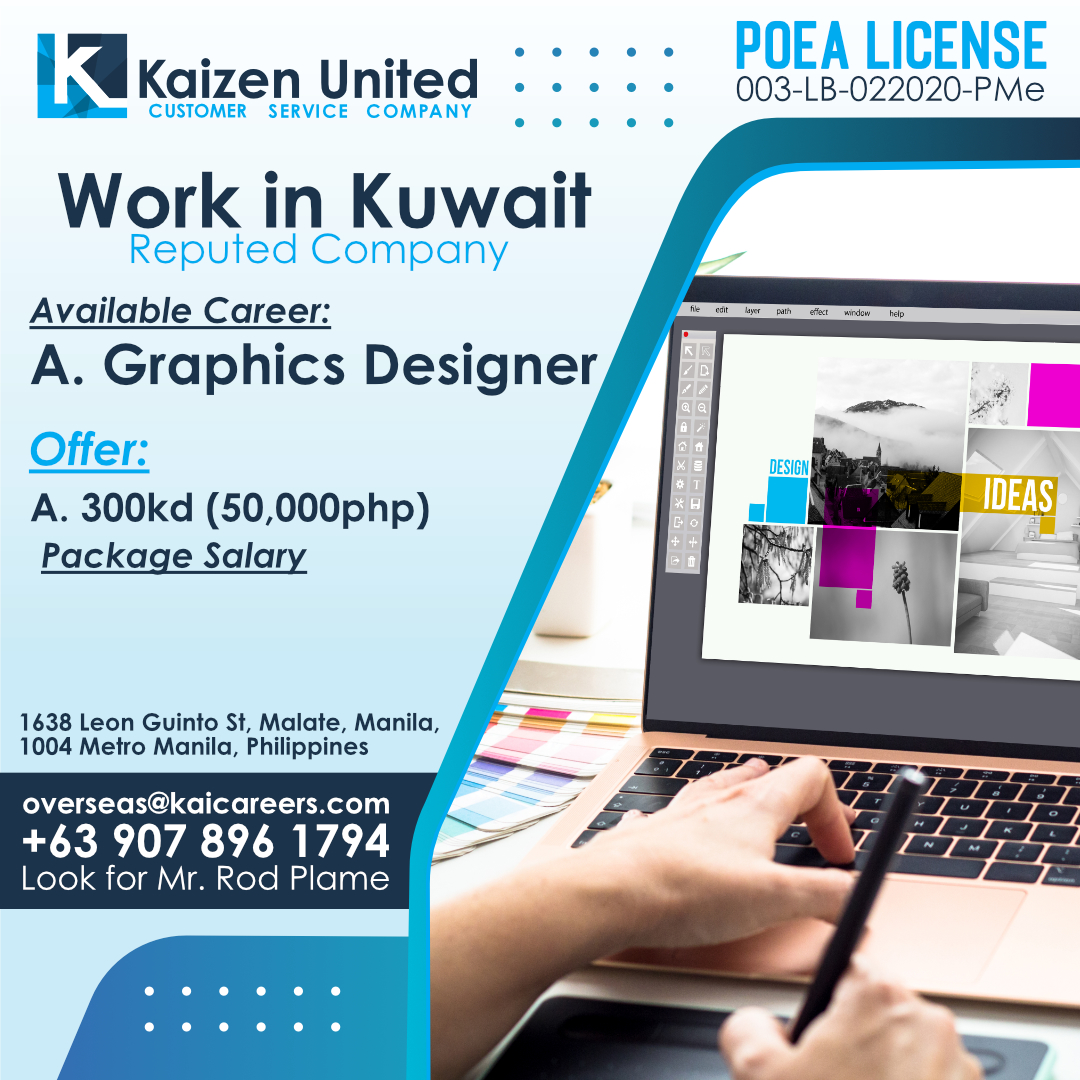 K
Kaizen United
CUSTOMER SERVICE COMPANY
POEA LICENSE
003-LB-022020-PMe
Work in Kuwait
Reputed Company
Available Career:
A. Graphics Designer
Offer:
A. 300kd (50,000php)
Package Salary
1638 Leon Guinto St, Malate, Manila,
1004 Metro Manila, Philippines
overseas@kaicareers.com
+63 907 896 1794
Look for Mr. Rod Plame
file edit layer path effect window help
DESIGN
IDEAS